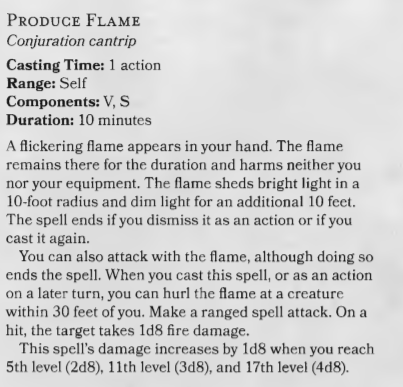 PRODUCE FLAME
Conjuration cantrip
Casting Time: 1 action
Range: Self
Components: V, S
Duration: 10 minutes
A flickering flame appears in your hand. The flame
remains there for the duration and harms neither you
nor your equipment. The flame sheds bright light in a
10-foot radius and dim light for an additional 10 feet.
The spell ends if you dismiss it as an action or if you
cast it again.
You can also attack with the flame, although doing so
ends the spell. When you cast this spell, or as an action
on a later turn, you can hurl the flame at a creature
within 30 feet of you. Make a ranged spell attack. On a
hit, the target takes 1d8 fire damage.
This spell's damage increases by 1d8 when you reach
5th level (2d8), 11th level (3d8), and 17th level (4d8).